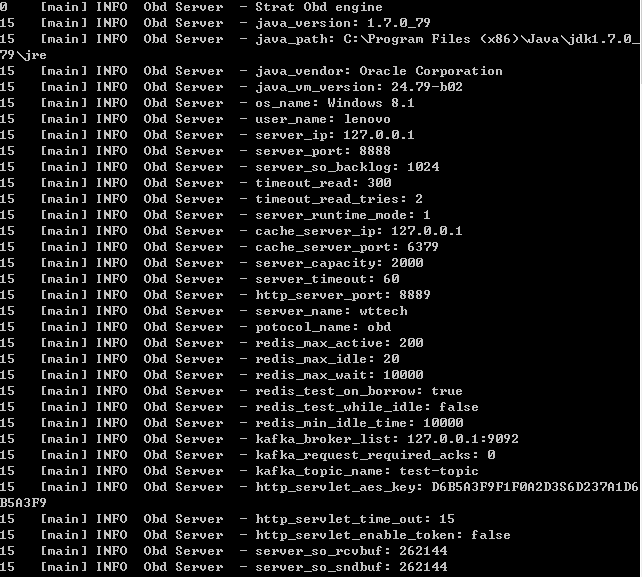 0 [main] INFO Obd Server - Strat Obd engine
15 [main] INFO Obd Server - java_version: 1.7.0_79
15 [main] INFO Obd Server - java_path: C:\Program Files (x86)\Java\jdk1.7.0_
79\jre
15 [main] INFO Obd Server - java_vendor: Oracle Corporation
15 [main] INFO Obd Server - java_vm_version: 24.79-b02
15 [main] INFO Obd Server - os_name: Windows 8.1
15 [main] INFO Obd Server - user_name: lenovo
15 [main] INFO Obd Server - server_ip: 127.0.0.1
15 [main] INFO Obd Server - server_port: 8888
15 [main] INFO Obd Server - server_so_backlog: 1024
15 [main] INFO Obd Server - timeout_read: 300
15 [main] INFO Obd Server - timeout_read_tries: 2
15 [main] INFO Obd Server - server_runtime_mode: 1
15 [main] INFO Obd Server - cache_server_ip: 127.0.0.1
15 [main] INFO Obd Server - cache_server_port: 6379
15 [main] INFO Obd Server - server_capacity: 2000
15 [main] INFO Obd Server - server_timeout: 60
15 [main] INFO Obd Server - http_server_port: 8889
15 [main] INFO Obd Server - server_name: wttech
15 [main] INFO Obd Server - potocol_name: obd
15 [main] INFO Obd Server - redis_max_active: 200
15 [main] INFO Obd Server - redis_max_idle: 20
15 [main] INFO Obd Server - redis_max_wait: 10000
15 [main] INFO Obd Server - redis_test_on_borrow: true
15 [main] INFO Obd Server - redis_test_while_idle: false
15 [main] INFO Obd Server - redis_min_idle_time: 10000
15 [main] INFO Obd Server - kafka_broker_list: 127.0.0.1:9092
15 [main] INFO Obd Server - kafka_request_required_acks: 0
15 [main] INFO Obd Server - kafka_topic_name: test-topic
15 [main] INFO Obd Server - http_servlet_aes_key: D6B5A3F9F1F0A2D3S6D237A1D6
B5A3F9
15 [main] INFO Obd Server - http_servlet_time_out: 15
15 [main] INFO Obd Server - http_servlet_enable_token: false
15 [main] INFO Obd Server - server_so_rcvbuf: 262144
15 [main] INFO Obd Server - server_so_sndbuf: 262144